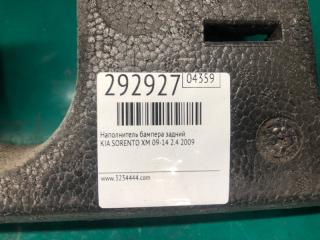 292927 04359
Наполнитель бампера задний
KIA SORENTO XM 09-14 2.4 2009
www.3234444.com